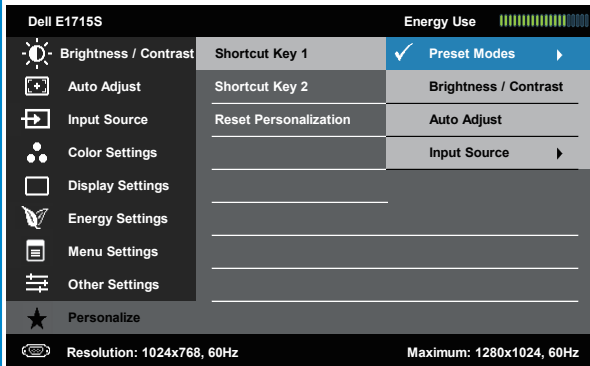 Dell E1715S Energy Use
Brightness / Contrast Shortcut Key 1 Preset Modes
Auto Adjust Shortcut Key 2 Brightness / Contrast
Input Source Reset Personalization Auto Adjust
Color Settings Input Source
Display Settings
Energy Settings
Menu Settings
Other Settings
Personalize
Resolution: 1024x768, 60Hz Maximum: 1280x1024, 60Hz